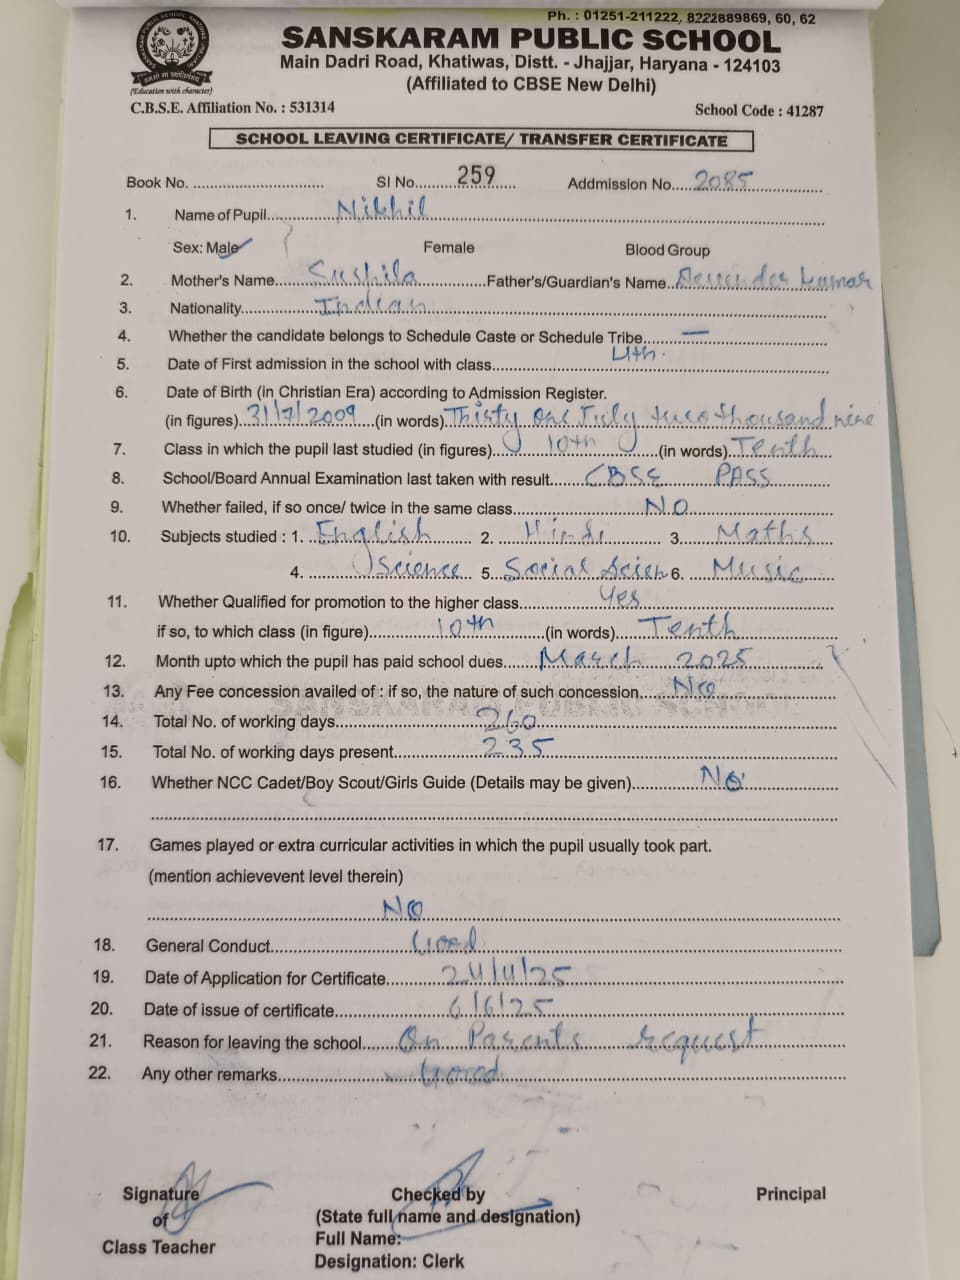 Ph. : 01251-211222, 8222889869, 60, 62
SANSKARAM PUBLIC SCHOOL
Main Dadri Road, Khatiwas, Distt. - Jhajjar, Haryana - 124103
(Affiliated to CBSE New Delhi)
(Education with character)
C.B.S.E. Affiliation No. : 531314 School Code : 41287
SCHOOL LEAVING CERTIFICATE/ TRANSFER CERTIFICATE
Book No. .............. SI No. 259 Addmission No. 2085
1. Name of Pupil Nikhil
Sex: Male Female Blood Group
2. Mother's Name Sushila Father's/Guardian's Name Devender kumar
3. Nationality Indian
4. Whether the candidate belongs to Schedule Caste or Schedule Tribe —
5. Date of First admission in the school with class 4th
6. Date of Birth (in Christian Era) according to Admission Register.
(in figures) 31/7/2009 (in words) Thirty one July two thousand nine
7. Class in which the pupil last studied (in figures) 10th (in words) Tenth
8. School/Board Annual Examination last taken with result CBSE PASS
9. Whether failed, if so once/ twice in the same class NO
10. Subjects studied : 1. English 2. Hindi 3. Maths
4. Science 5. Social Scien 6. Music
11. Whether Qualified for promotion to the higher class Yes
if so, to which class (in figure) 10th (in words) Tenth
12. Month upto which the pupil has paid school dues March 2025
13. Any Fee concession availed of : if so, the nature of such concession No
14. Total No. of working days 260
15. Total No. of working days present 235
16. Whether NCC Cadet/Boy Scout/Girls Guide (Details may be given) No
17. Games played or extra curricular activities in which the pupil usually took part.
(mention achievevent level therein)
No
18. General Conduct Good
19. Date of Application for Certificate 24/4/25
20. Date of issue of certificate 6/6/25
21. Reason for leaving the school On Parents request
22. Any other remarks Good
Signature Checked by Principal
of (State full name and designation)
Class Teacher Full Name:
Designation: Clerk